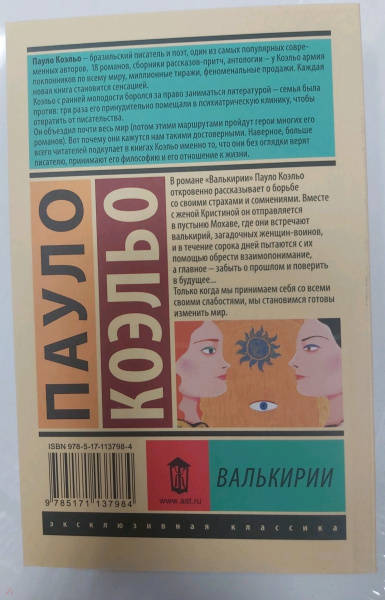 Пауло Коэльо – бразильский писатель и поэт, один из самых популярных совре-
менных авторов, 18 романов, сборники рассказов-притч, антологии – у Коэльо армия
поклонников по всему миру, миллионные тиражи, феноменальные продажи. Каждая
новая книга становится сенсацией.
Коэльо с ранней молодости боролся за право заниматься литературой – семья была
против: три раза его принудительно помещали в психиатрическую клинику, чтобы
отвратить от писательства.
Он объездил почти весь мир (потом этими маршрутами пройдут герои многих его
романов). Вот почему они кажутся нам такими достоверными. Наверное, больше
всего читателей подкупает в книгах Коэльо именно то, что они без оглядки верят
писателю, принимают его философию и его отношение к жизни.
В романе «Валькирии» Пауло Коэльо
откровенно рассказывает о борьбе
со своими страхами и сомнениями. Вместе
с женой Кристиной он отправляется
в пустыню Мохаве, где они встречают
валькирий, загадочных женщин-воинов,
и в течение сорока дней пытаются с их
помощью обрести взаимопонимание,
а главное – забыть о прошлом и поверить
в будущее...
Только когда мы принимаем себя со всеми
своими слабостями, мы становимся готовы
изменить мир.
ПАУЛО
КОЭЛЬО
ISBN 978-5-17-113798-4
9 785171 137984
www.ast.ru
ВАЛЬКИРИИ
эксклюзивная классика